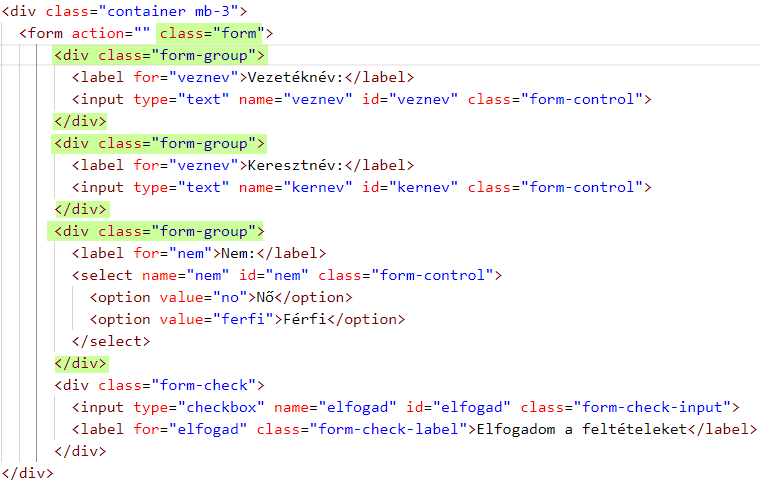 <div class="container mb-3">
<form action="" class="form">
<div class="form-group">
<label for="veznev">Vezetéknév:</label>
<input type="text" name="veznev" id="veznev" class="form-control">
</div>
<div class="form-group">
<label for="veznev">Keresztnév:</label>
<input type="text" name="kernev" id="kernev" class="form-control">
</div>
<div class="form-group">
<label for="nem">Nem:</label>
<select name="nem" id="nem" class="form-control">
<option value="no">Nő</option>
<option value="ferfi">Férfi</option>
</select>
</div>
<div class="form-check">
<input type="checkbox" name="elfogad" id="elfogad" class="form-check-input">
<label for="elfogad" class="form-check-label">Elfogadom a feltételeket</label>
</div>
</div>